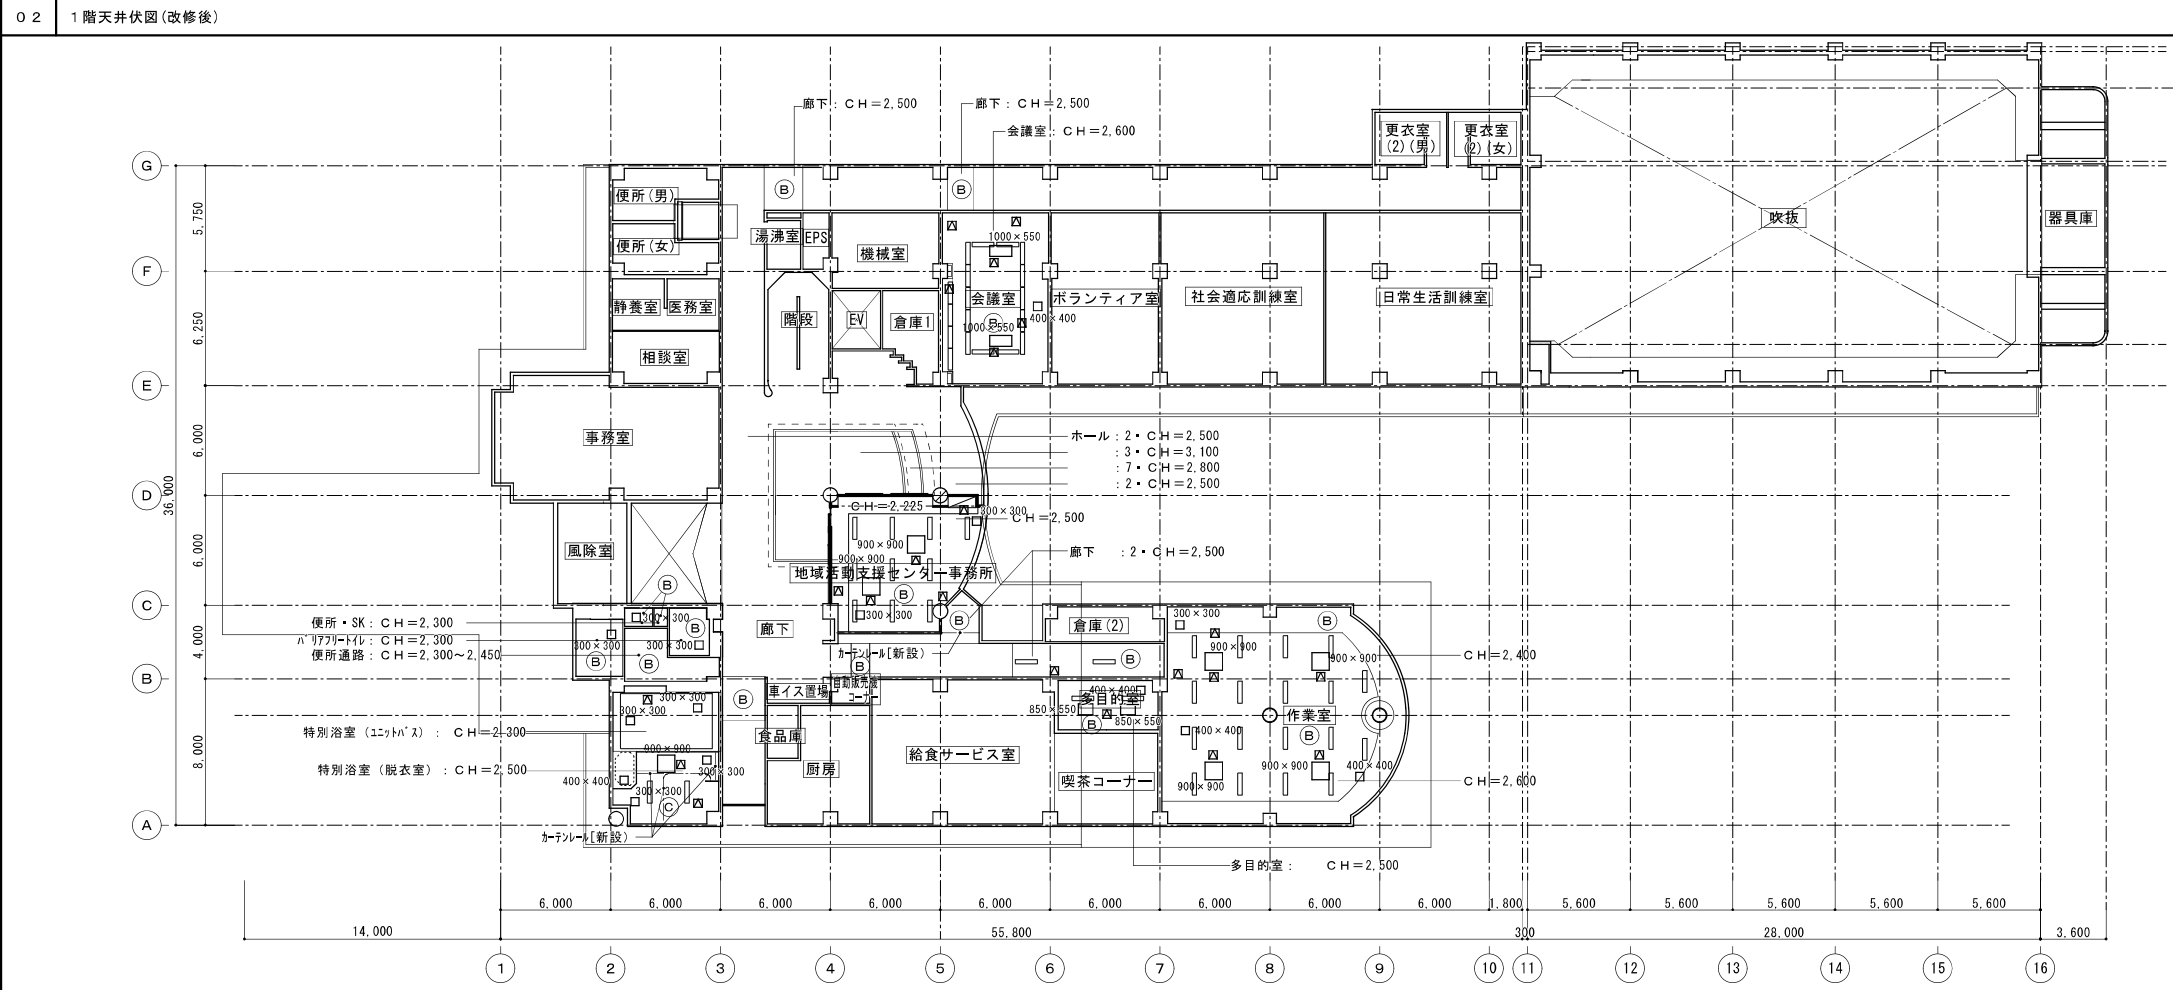 02 1階天井伏図(改修後)
廊下:CH=2,500
廊下:CH=2,500
会議室:CH=2,600
更衣室
(2)(男)
更衣室
(2)(女)
G
便所(男)
B
B
5,750
吹抜
器具庫
湯沸室
EPS
1000×550
便所(女)
機械室
F
静養室
医務室
会議室
ボランティア室
社会適応訓練室
日常生活訓練室
階段
EV
倉庫1
400×400
B
1000×550
6,250
相談室
E
6,000
事務室
ホール:2・CH=2,500
:3・CH=3,100
:7・CH=2,800
:2・CH=2,500
D
36,000
CH=2,225
300×300
CH=2,500
900×900
900×900
風除室
廊下 :2・CH=2,500
6,000
地域活動支援センター事務所
B
B
C
300×300
300×300
300×300
便所・SK:CH=2,300
B
B
B
廊下
倉庫(2)
バリアフリートイレ:CH=2,300
300×300
300×300
900×900
便所通路:CH=2,300~2,450
B
B
カーテンレール[新設]
B
B
900×900
CH=2,400
4,000
B
車イス置場
自動販売機
コーナー
400×400
多目的室
300×300
300×300
B
850×550
850×550
B
作業室
特別浴室(ユニットバス):CH=2,300
食品庫
400×400
B
給食サービス室
900×900
8,000
特別浴室(脱衣室):CH=2,500
300×300
厨房
喫茶コーナー
400×400
900×900
400×400
CH=2,600
300×300
900×900
C
A
カーテンレール[新設]
多目的室: CH=2,500
6,000 6,000 6,000 6,000 6,000 6,000 6,000 6,000 6,000 1,800 5,600 5,600 5,600 5,600 5,600
14,000 55,800 300 28,000 3,600
1 2 3 4 5 6 7 8 9 10 11 12 13 14 15 16